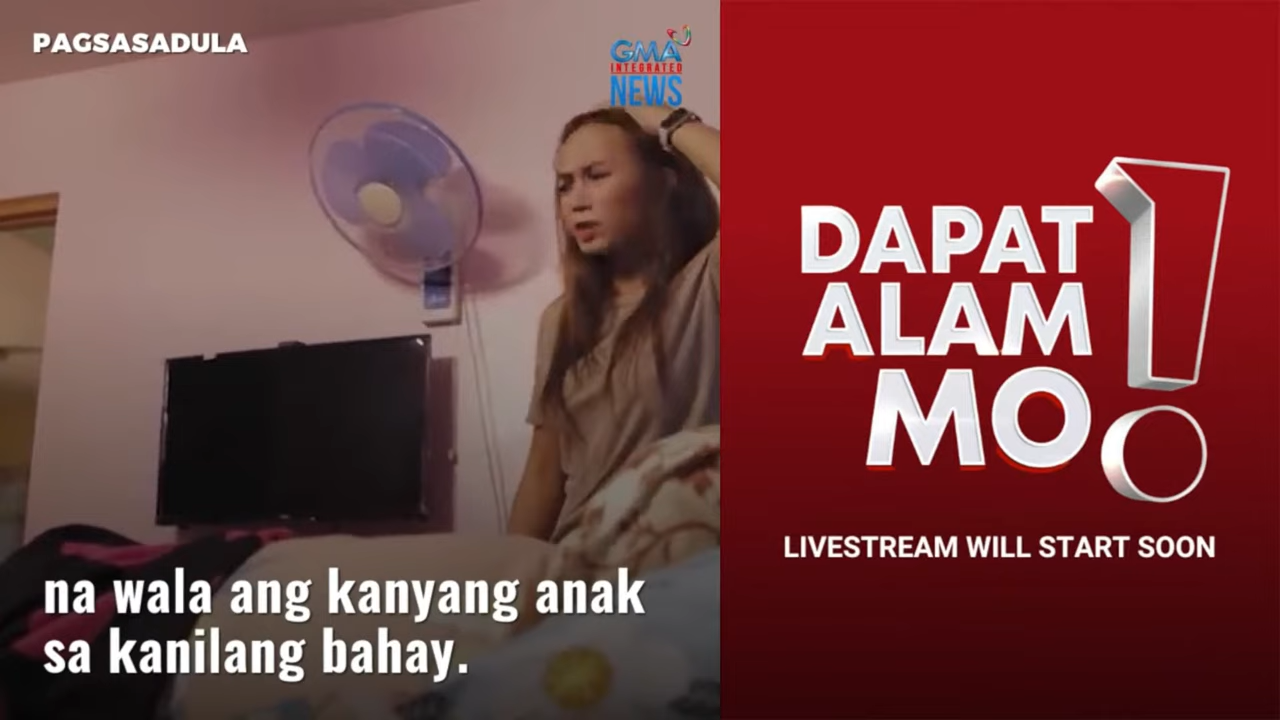 PAGSASADULA
GMA
INTEGRATED
NEWS
na wala ang kanyang anak
sa kanilang bahay.
DAPAT
ALAM
MO!
LIVESTREAM WILL START SOON